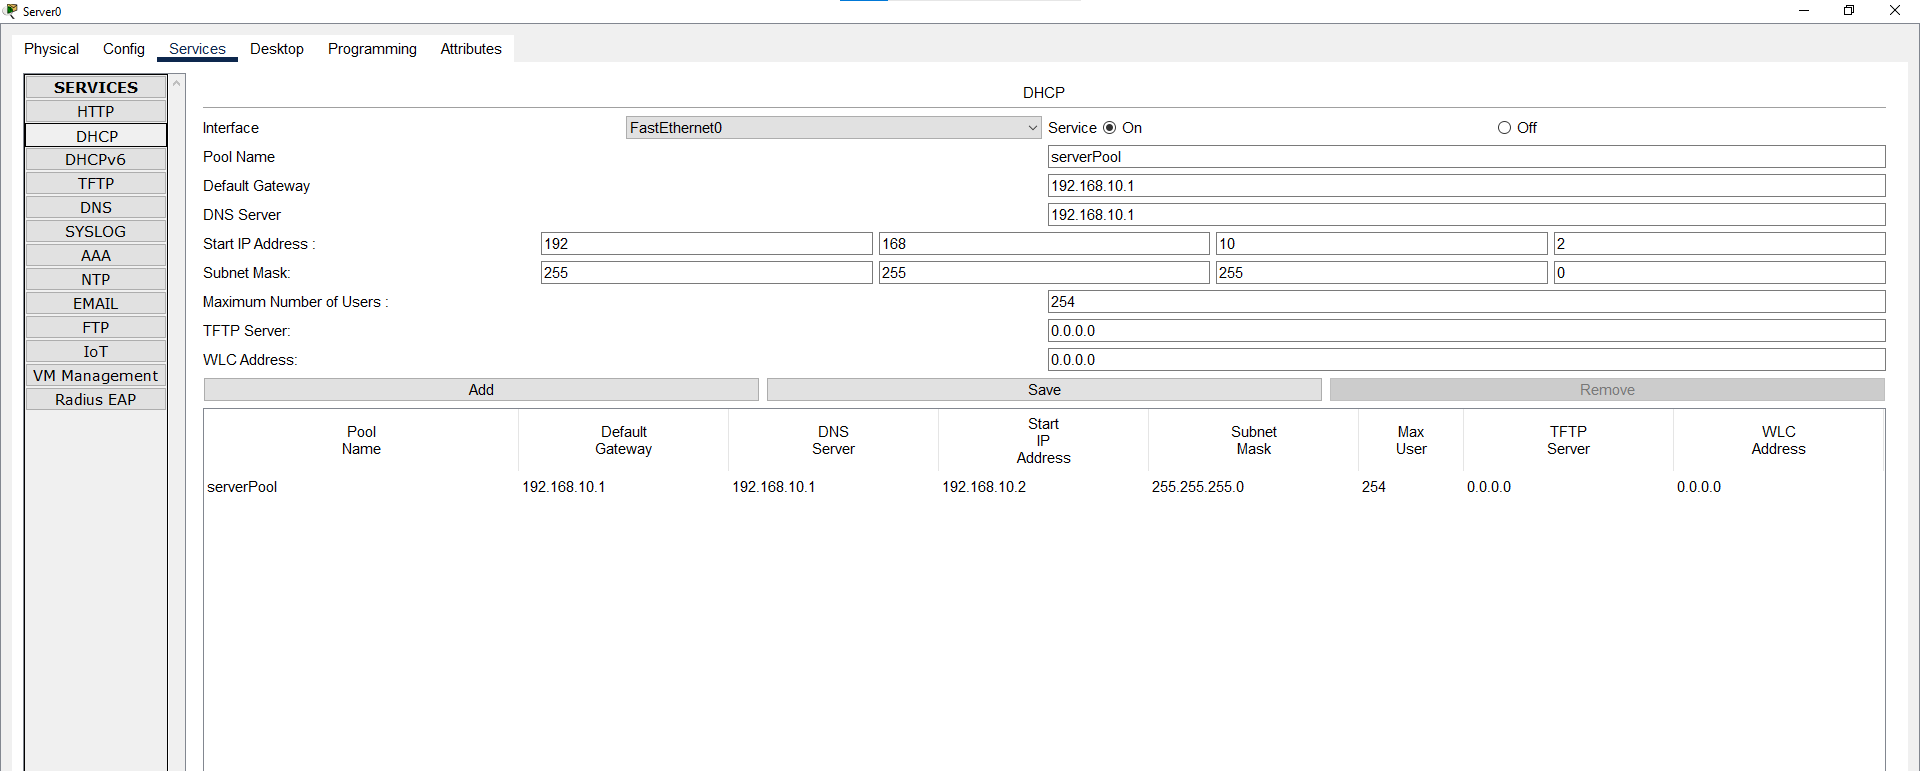 Server0
Physical Config Services Desktop Programming Attributes
SERVICES
HTTP
DHCP
DHCPv6
TFTP
DNS
SYSLOG
AAA
NTP
EMAIL
FTP
IoT
VM Management
Radius EAP
DHCP
Interface FastEthernet0 Service On Off
Pool Name serverPool
Default Gateway 192.168.10.1
DNS Server 192.168.10.1
Start IP Address : 192 168 10 2
Subnet Mask: 255 255 255 0
Maximum Number of Users : 254
TFTP Server: 0.0.0.0
WLC Address: 0.0.0.0
Add Save Remove
Pool Name Default Gateway DNS Server Start IP Address Subnet Mask Max User TFTP Server WLC Address
serverPool 192.168.10.1 192.168.10.1 192.168.10.2 255.255.255.0 254 0.0.0.0 0.0.0.0